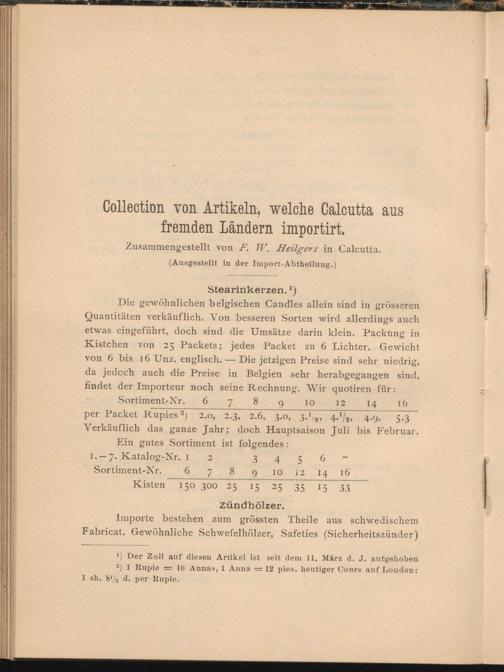 Collection von Artikeln, welche Calcutta aus
fremden Ländern importirt.
Zusammengestellt von F. W. Heilgers in Calcutta.
(Ausgestellt in der Import-Abtheilung.)
Stearinkerzen.¹)
Die gewöhnlichen belgischen Candles allein sind in grösseren
Quantitäten verkäuflich. Von besseren Sorten wird allerdings auch
etwas eingeführt, doch sind die Umsätze darin klein. Packung in
Kistchen von 25 Packets; jedes Packet zu 6 Lichter. Gewicht
von 6 bis 16 Unz. englisch. — Die jetzigen Preise sind sehr niedrig,
da jedoch auch die Preise in Belgien sehr herabgegangen sind,
findet der Importeur noch seine Rechnung. Wir quotiren für:
Sortiment-Nr. 6 7 8 9 10 12 14 16
per Packet Rupies ²) 2.0, 2.3, 2.6, 3.0, 3.¹/₂, 4.¹/₂, 4.9, 5.3
Verkäuflich das ganze Jahr; doch Hauptsaison Juli bis Februar.
Ein gutes Sortiment ist folgendes:
1.—7. Katalog-Nr. 1 2 3 4 5 6 „
Sortiment-Nr. 6 7 8 9 10 12 14 16
Kisten 150 300 25 15 25 35 15 33
Zündhölzer.
Importe bestehen zum grössten Theile aus schwedischem
Fabricat. Gewöhnliche Schwefelhölzer, Safeties (Sicherheitszünder)
¹) Der Zoll auf diesen Artikel ist seit dem 11. März d. J. aufgehoben
²) 1 Rupie = 16 Annas, 1 Anna = 12 pies, heutiger Cours auf London:
1 sh. 8¹/₂ d. per Rupie.